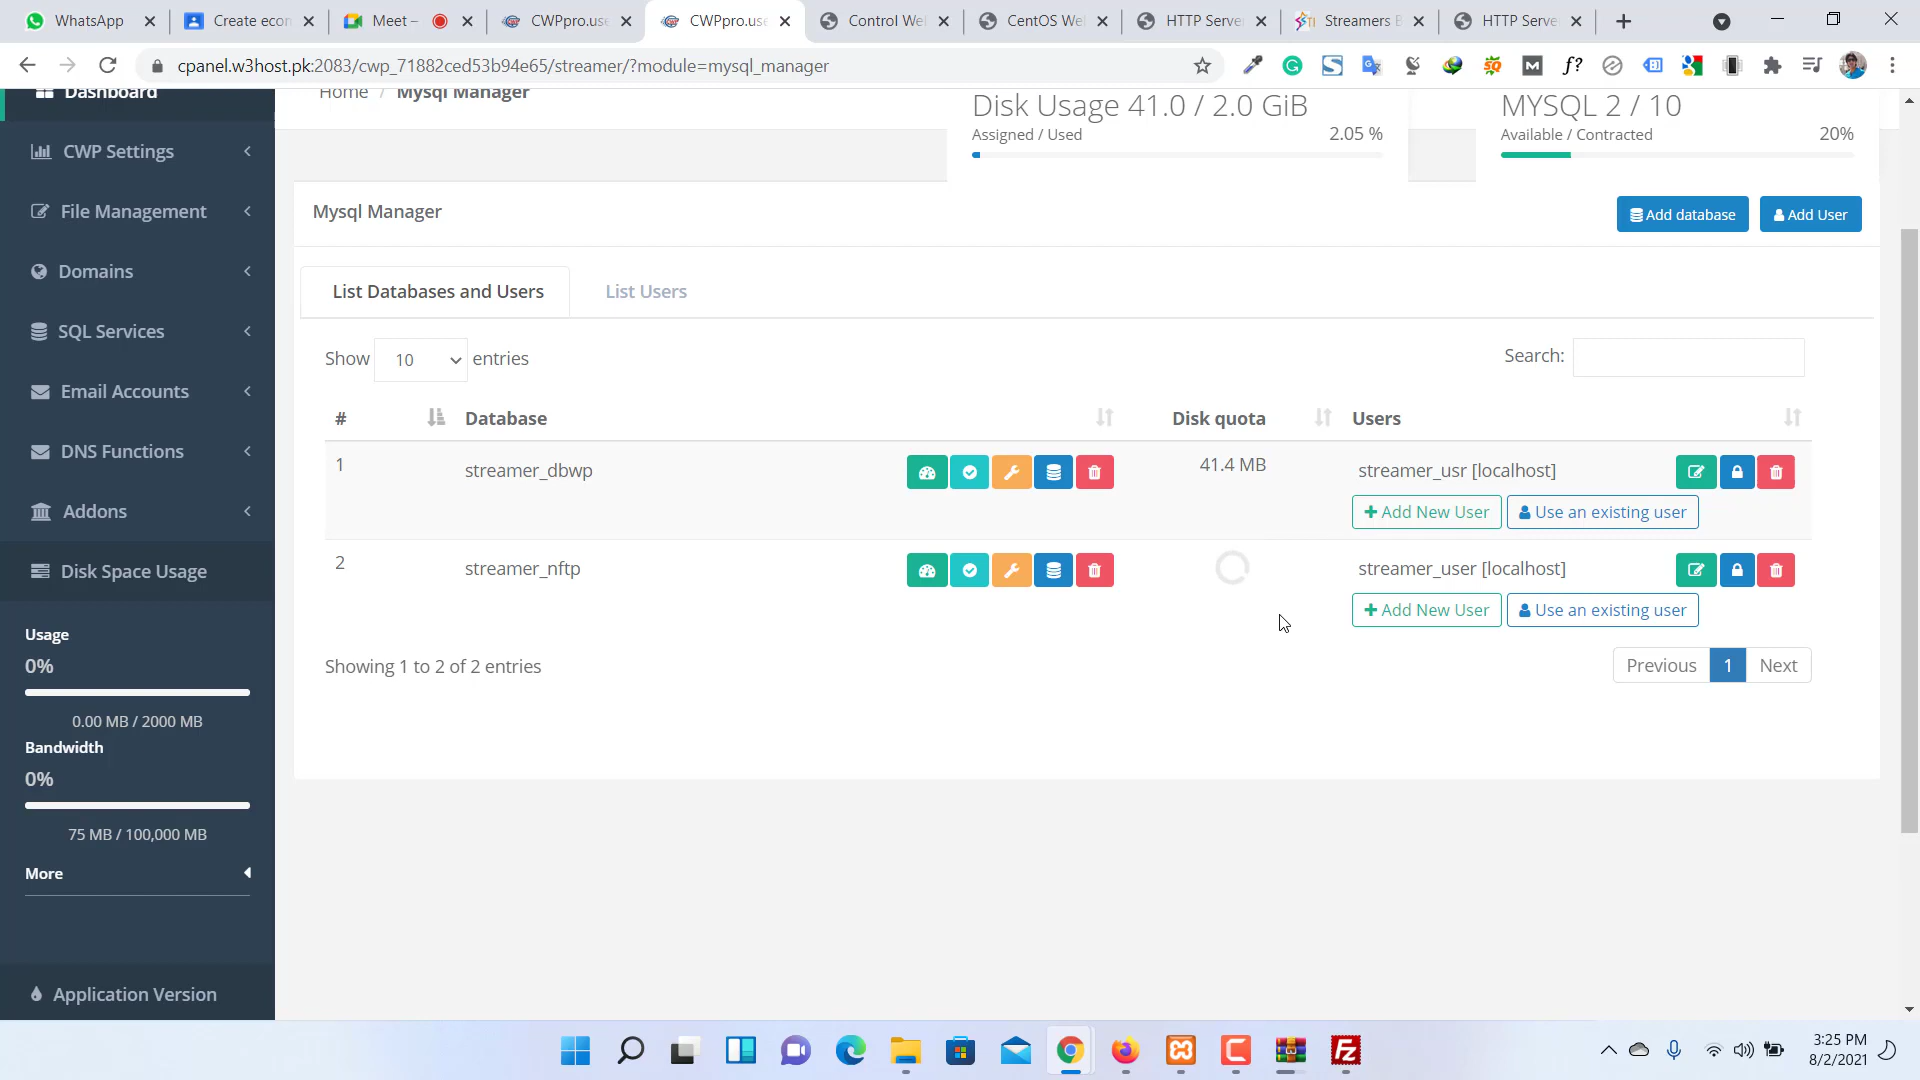 WhatsApp
Create econ
Meet –
CWPpro.use
CWPpro.use
Control We
CentOS We
HTTP Serve
Streamers B
HTTP Serve
cpanel.w3host.pk:2083/cwp_71882ced53b94e65/streamer/?module=mysql_manager
Dashboard
CWP Settings
File Management
Domains
SQL Services
Email Accounts
DNS Functions
Addons
Disk Space Usage
Usage
0%
0.00 MB / 2000 MB
Bandwidth
0%
75 MB / 100,000 MB
More
Application Version
Home / Mysql Manager
Disk Usage 41.0 / 2.0 GiB
Assigned / Used 2.05 %
MYSQL 2 / 10
Available / Contracted 20%
Mysql Manager
Add database
Add User
List Databases and Users
List Users
Show 10 entries
Search:
# Database Disk quota Users
1 streamer_dbwp 41.4 MB streamer_usr [localhost]
Add New User Use an existing user
2 streamer_nftp streamer_user [localhost]
Add New User Use an existing user
Showing 1 to 2 of 2 entries
Previous 1 Next
3:25 PM
8/2/2021